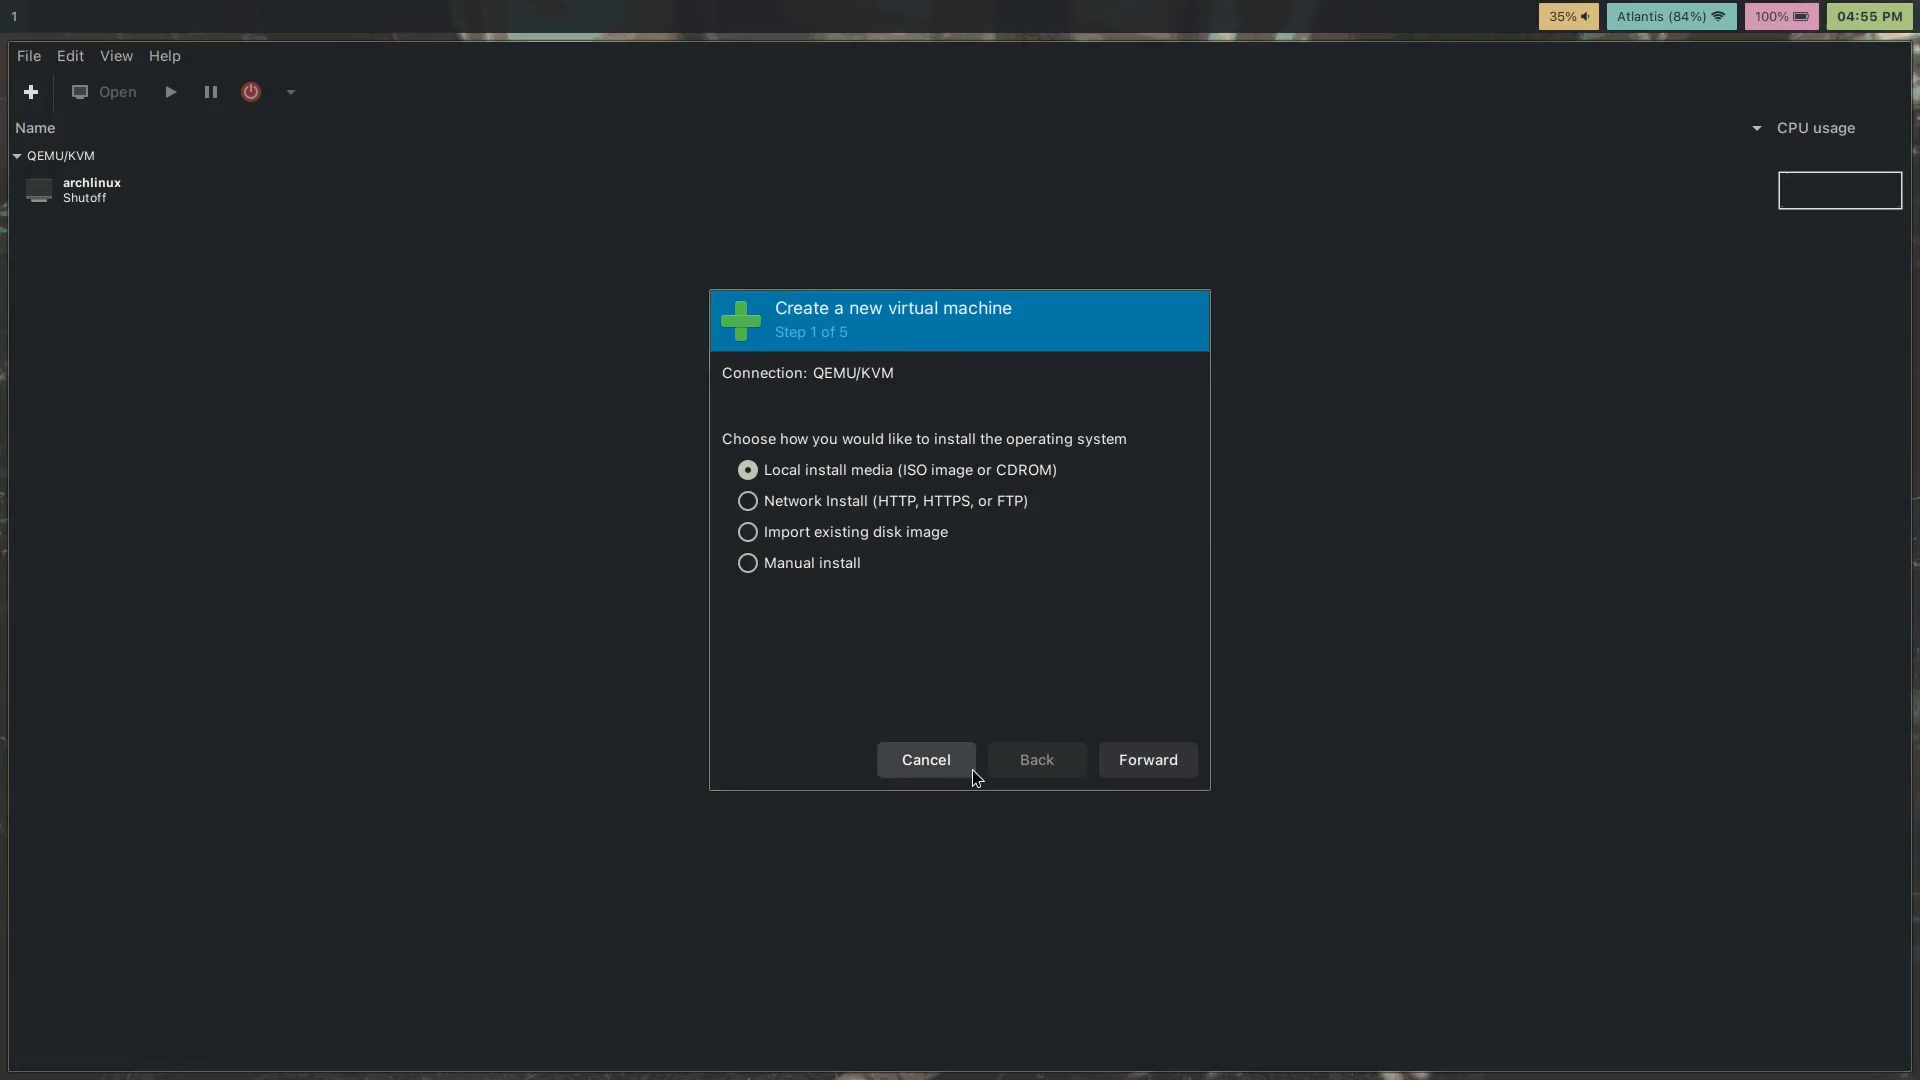 1
35%
Atlantis (84%)
100%
04:55 PM
File Edit View Help
Open
Name
CPU usage
QEMU/KVM
archlinux
Shutoff
Create a new virtual machine
Step 1 of 5
Connection: QEMU/KVM
Choose how you would like to install the operating system
Local install media (ISO image or CDROM)
Network Install (HTTP, HTTPS, or FTP)
Import existing disk image
Manual install
Cancel Back Forward